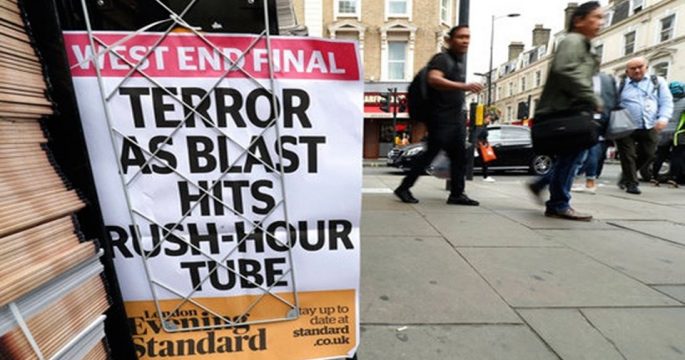 WEST END FINAL
TERROR
AS BLAST
HITS
RUSH-HOUR
TUBE
London
Evening
Standard
Stay up to
date at
standard
.co.uk